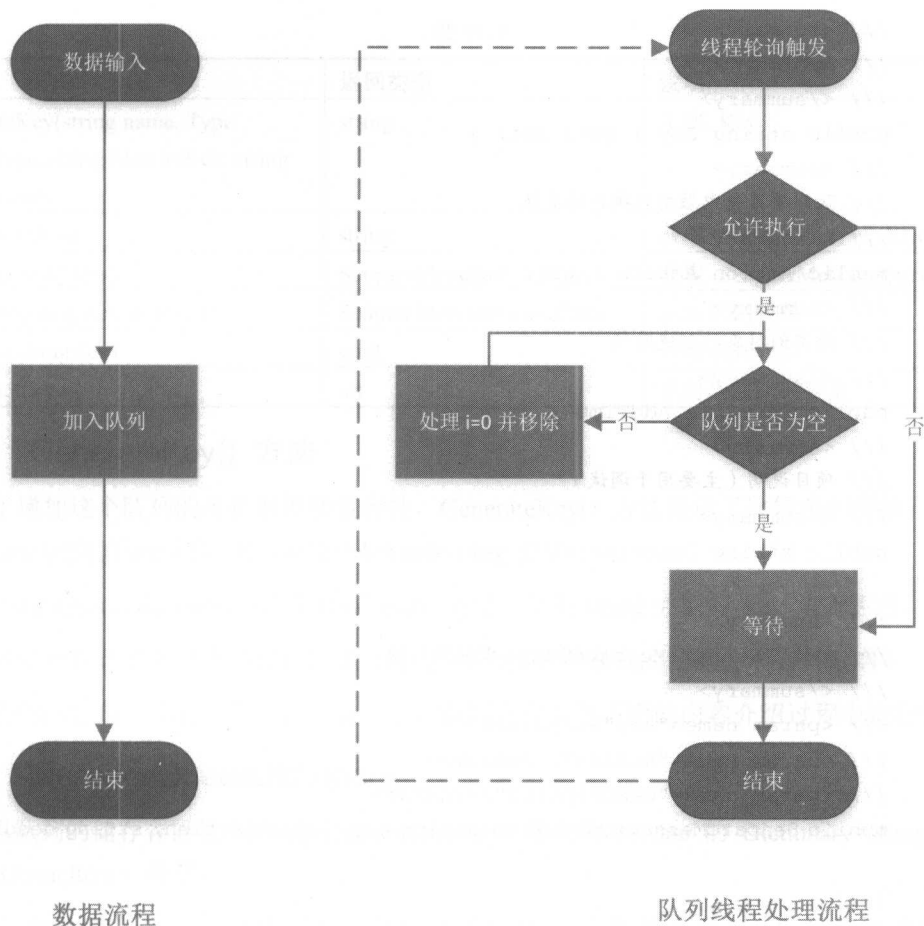 数据输入
加入队列
结束
数据流程
线程轮询触发
允许执行
是
否
队列是否为空
否
处理 i=0 并移除
是
等待
结束
队列线程处理流程